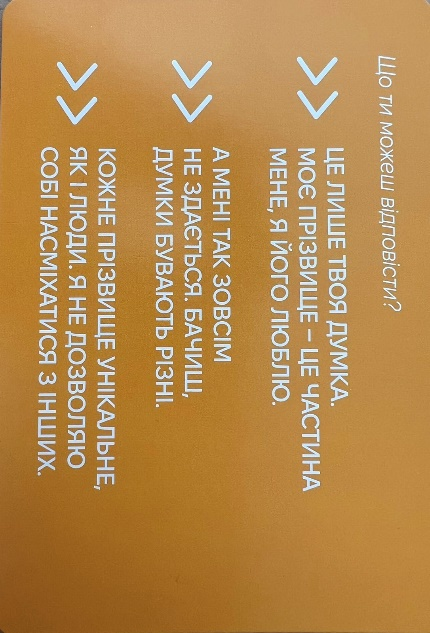 Що ти можеш відповісти?
ЦЕ ЛИШЕ ТВОЯ ДУМКА.
МОЄ ПРІЗВИЩЕ – ЦЕ ЧАСТИНА
МЕНЕ, Я ЙОГО ЛЮБЛЮ.
А МЕНІ ТАК ЗОВСІМ
НЕ ЗДАЄТЬСЯ. БАЧИШ,
ДУМКИ БУВАЮТЬ РІЗНІ.
КОЖНЕ ПРІЗВИЩЕ УНІКАЛЬНЕ,
ЯК І ЛЮДИ. Я НЕ ДОЗВОЛЯЮ
СОБІ НАСМІХАТИСЯ З ІНШИХ.